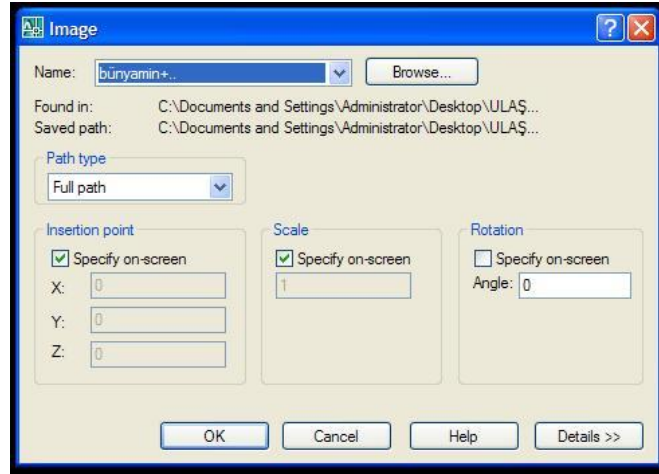 Image
Name: bünyamin+.. Browse...
Found in: C:\Documents and Settings\Administrator\Desktop\ULAŞ...
Saved path: C:\Documents and Settings\Administrator\Desktop\ULAŞ...
Path type
Full path
Insertion point
Specify on-screen
X: 0
Y: 0
Z: 0
Scale
Specify on-screen
1
Rotation
Specify on-screen
Angle: 0
OK Cancel Help Details >>